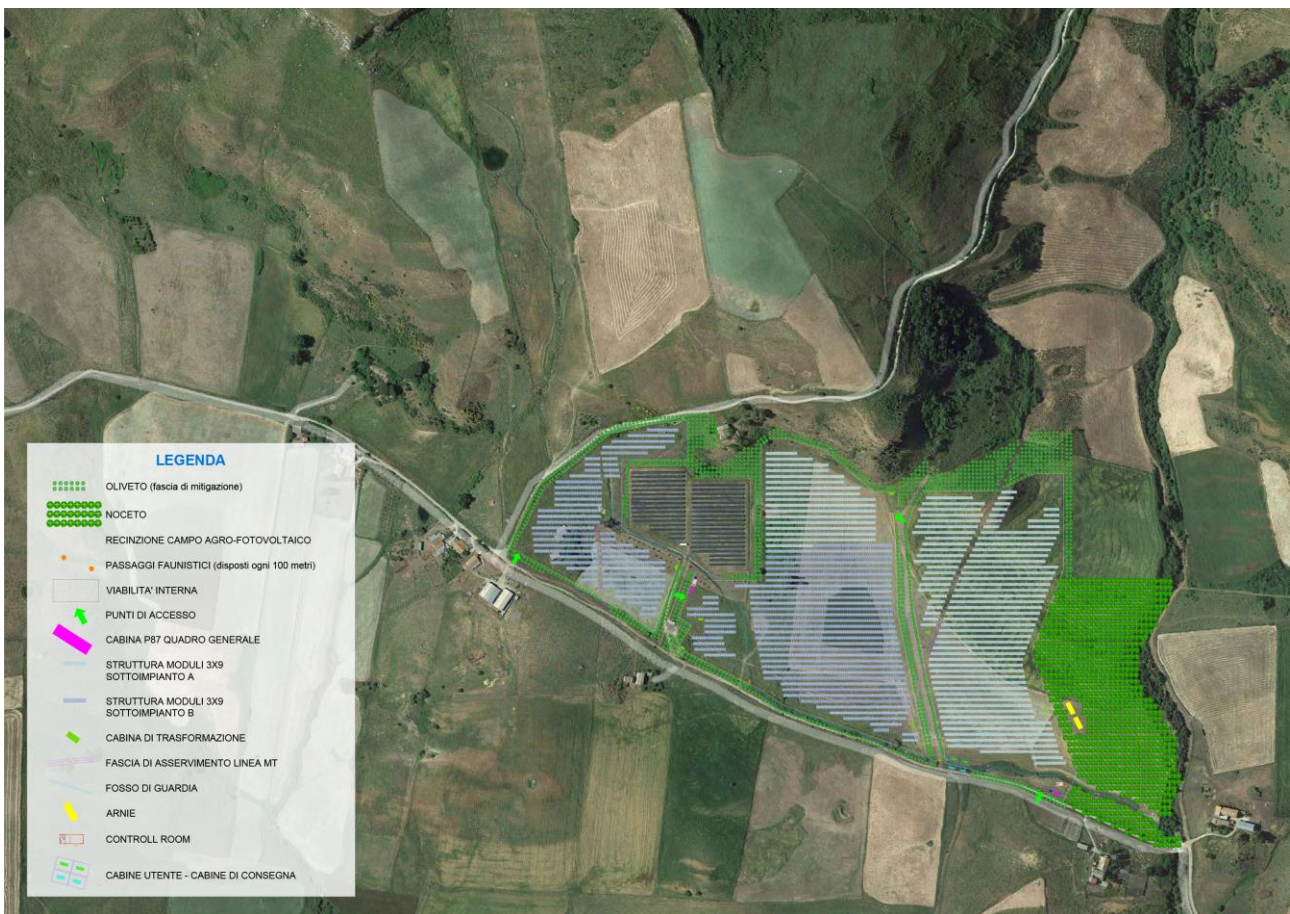 LEGENDA
OLIVETO (fascia di mitigazione)
NOCETO
RECINZIONE CAMPO AGRO-FOTOVOLTAICO
PASSAGGI FAUNISTICI (disposti ogni 100 metri)
VIABILITA' INTERNA
PUNTI DI ACCESSO
CABINA P87 QUADRO GENERALE
STRUTTURA MODULI 3X9
SOTTOIMPIANTO A
STRUTTURA MODULI 3X9
SOTTOIMPIANTO B
CABINA DI TRASFORMAZIONE
FASCIA DI ASSERVIMENTO LINEA MT
FOSSO DI GUARDIA
ARNIE
CONTROLL ROOM
CABINE UTENTE - CABINE DI CONSEGNA